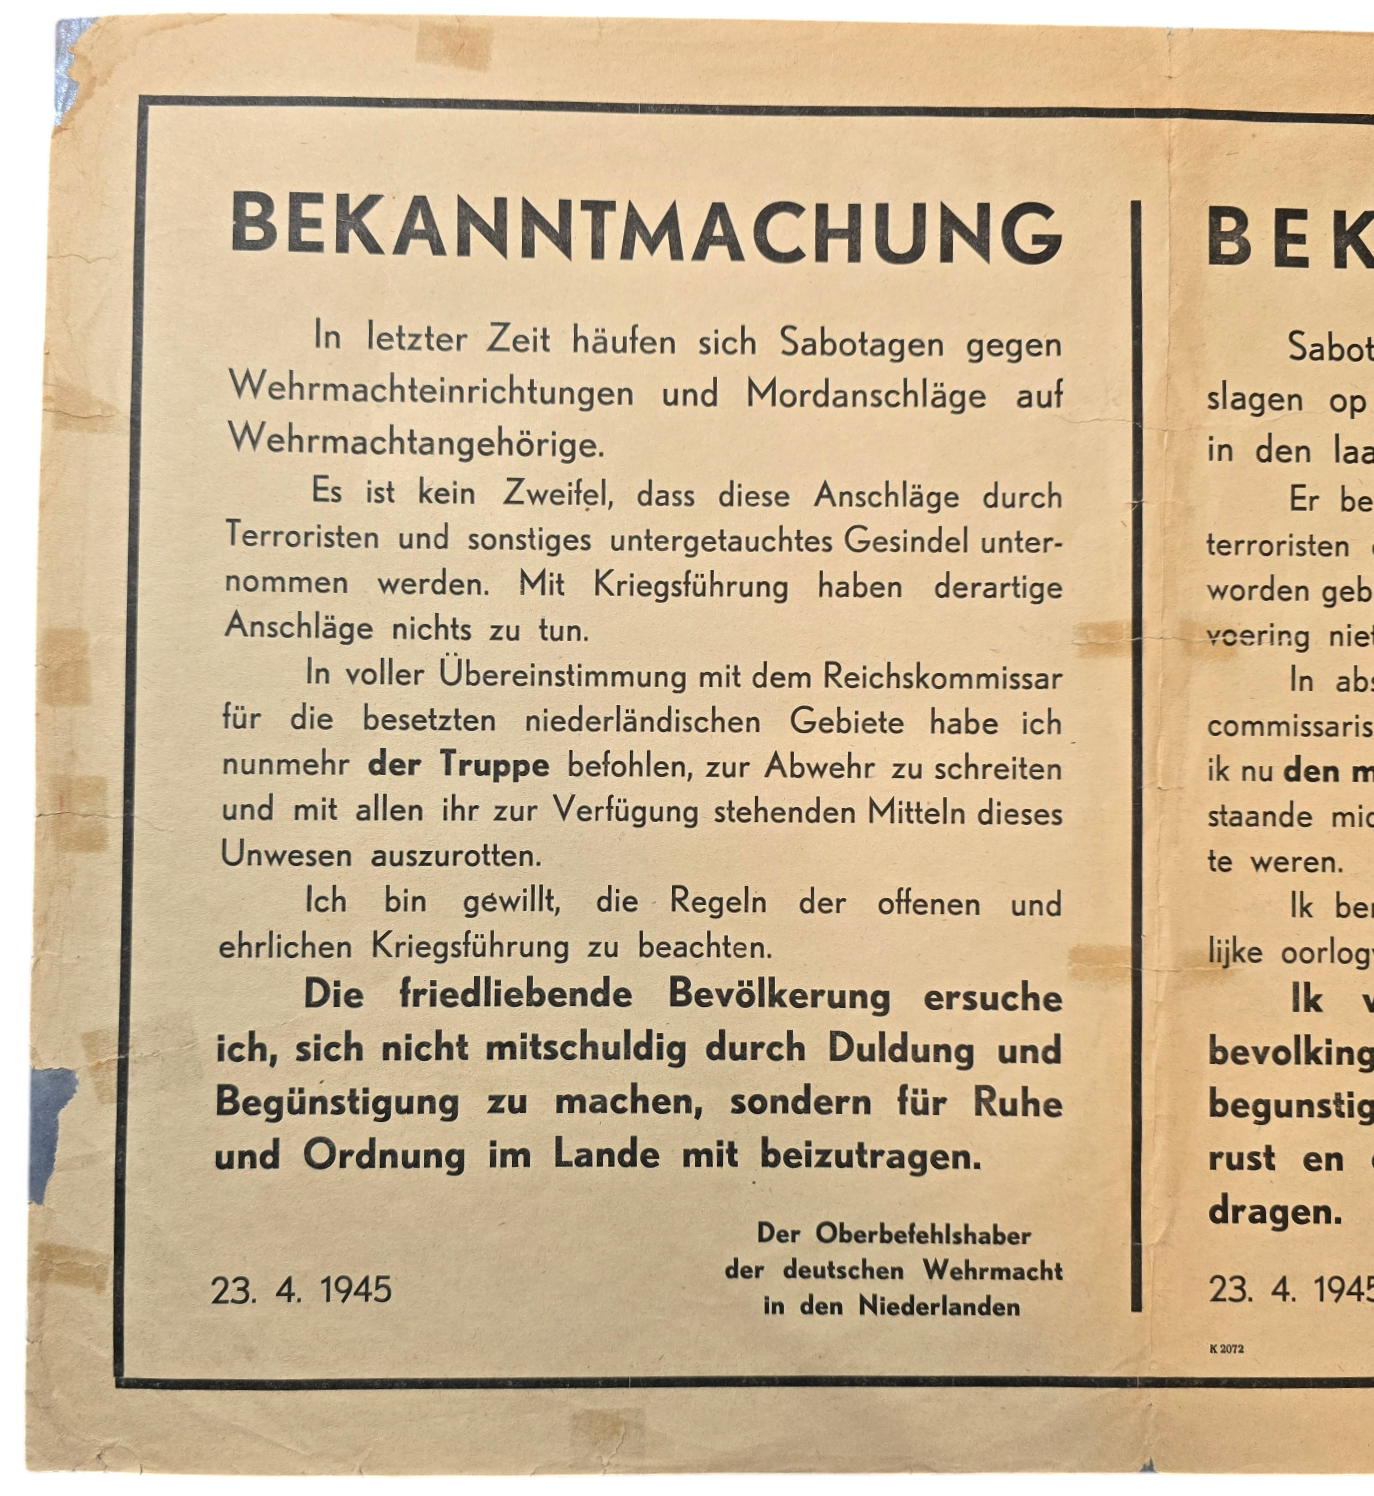 BEKANNTMACHUNG
In letzter Zeit häufen sich Sabotagen gegen
Wehrmachteinrichtungen und Mordanschläge auf
Wehrmachtangehörige.
Es ist kein Zweifel, dass diese Anschläge durch
Terroristen und sonstiges untergetauchtes Gesindel unter-
nommen werden. Mit Kriegsführung haben derartige
Anschläge nichts zu tun.
In voller Übereinstimmung mit dem Reichskommissar
für die besetzten niederländischen Gebiete habe ich
nunmehr der Truppe befohlen, zur Abwehr zu schreiten
und mit allen ihr zur Verfügung stehenden Mitteln dieses
Unwesen auszurotten.
Ich bin gewillt, die Regeln der offenen und
ehrlichen Kriegsführung zu beachten.
Die friedliebende Bevölkerung ersuche
ich, sich nicht mitschuldig durch Duldung und
Begünstigung zu machen, sondern für Ruhe
und Ordnung im Lande mit beizutragen.
Der Oberbefehlshaber
der deutschen Wehrmacht
in den Niederlanden
23. 4. 1945
BEK
Sabot
slagen op
in den laa
Er be
terroristen
worden geb
voering niet
In abs
commissaris
ik nu den m
staande mid
te weren.
Ik ber
lijke oorlog
Ik v
bevolking
begunstig
rust en
dragen.
23. 4. 1945
K 2072